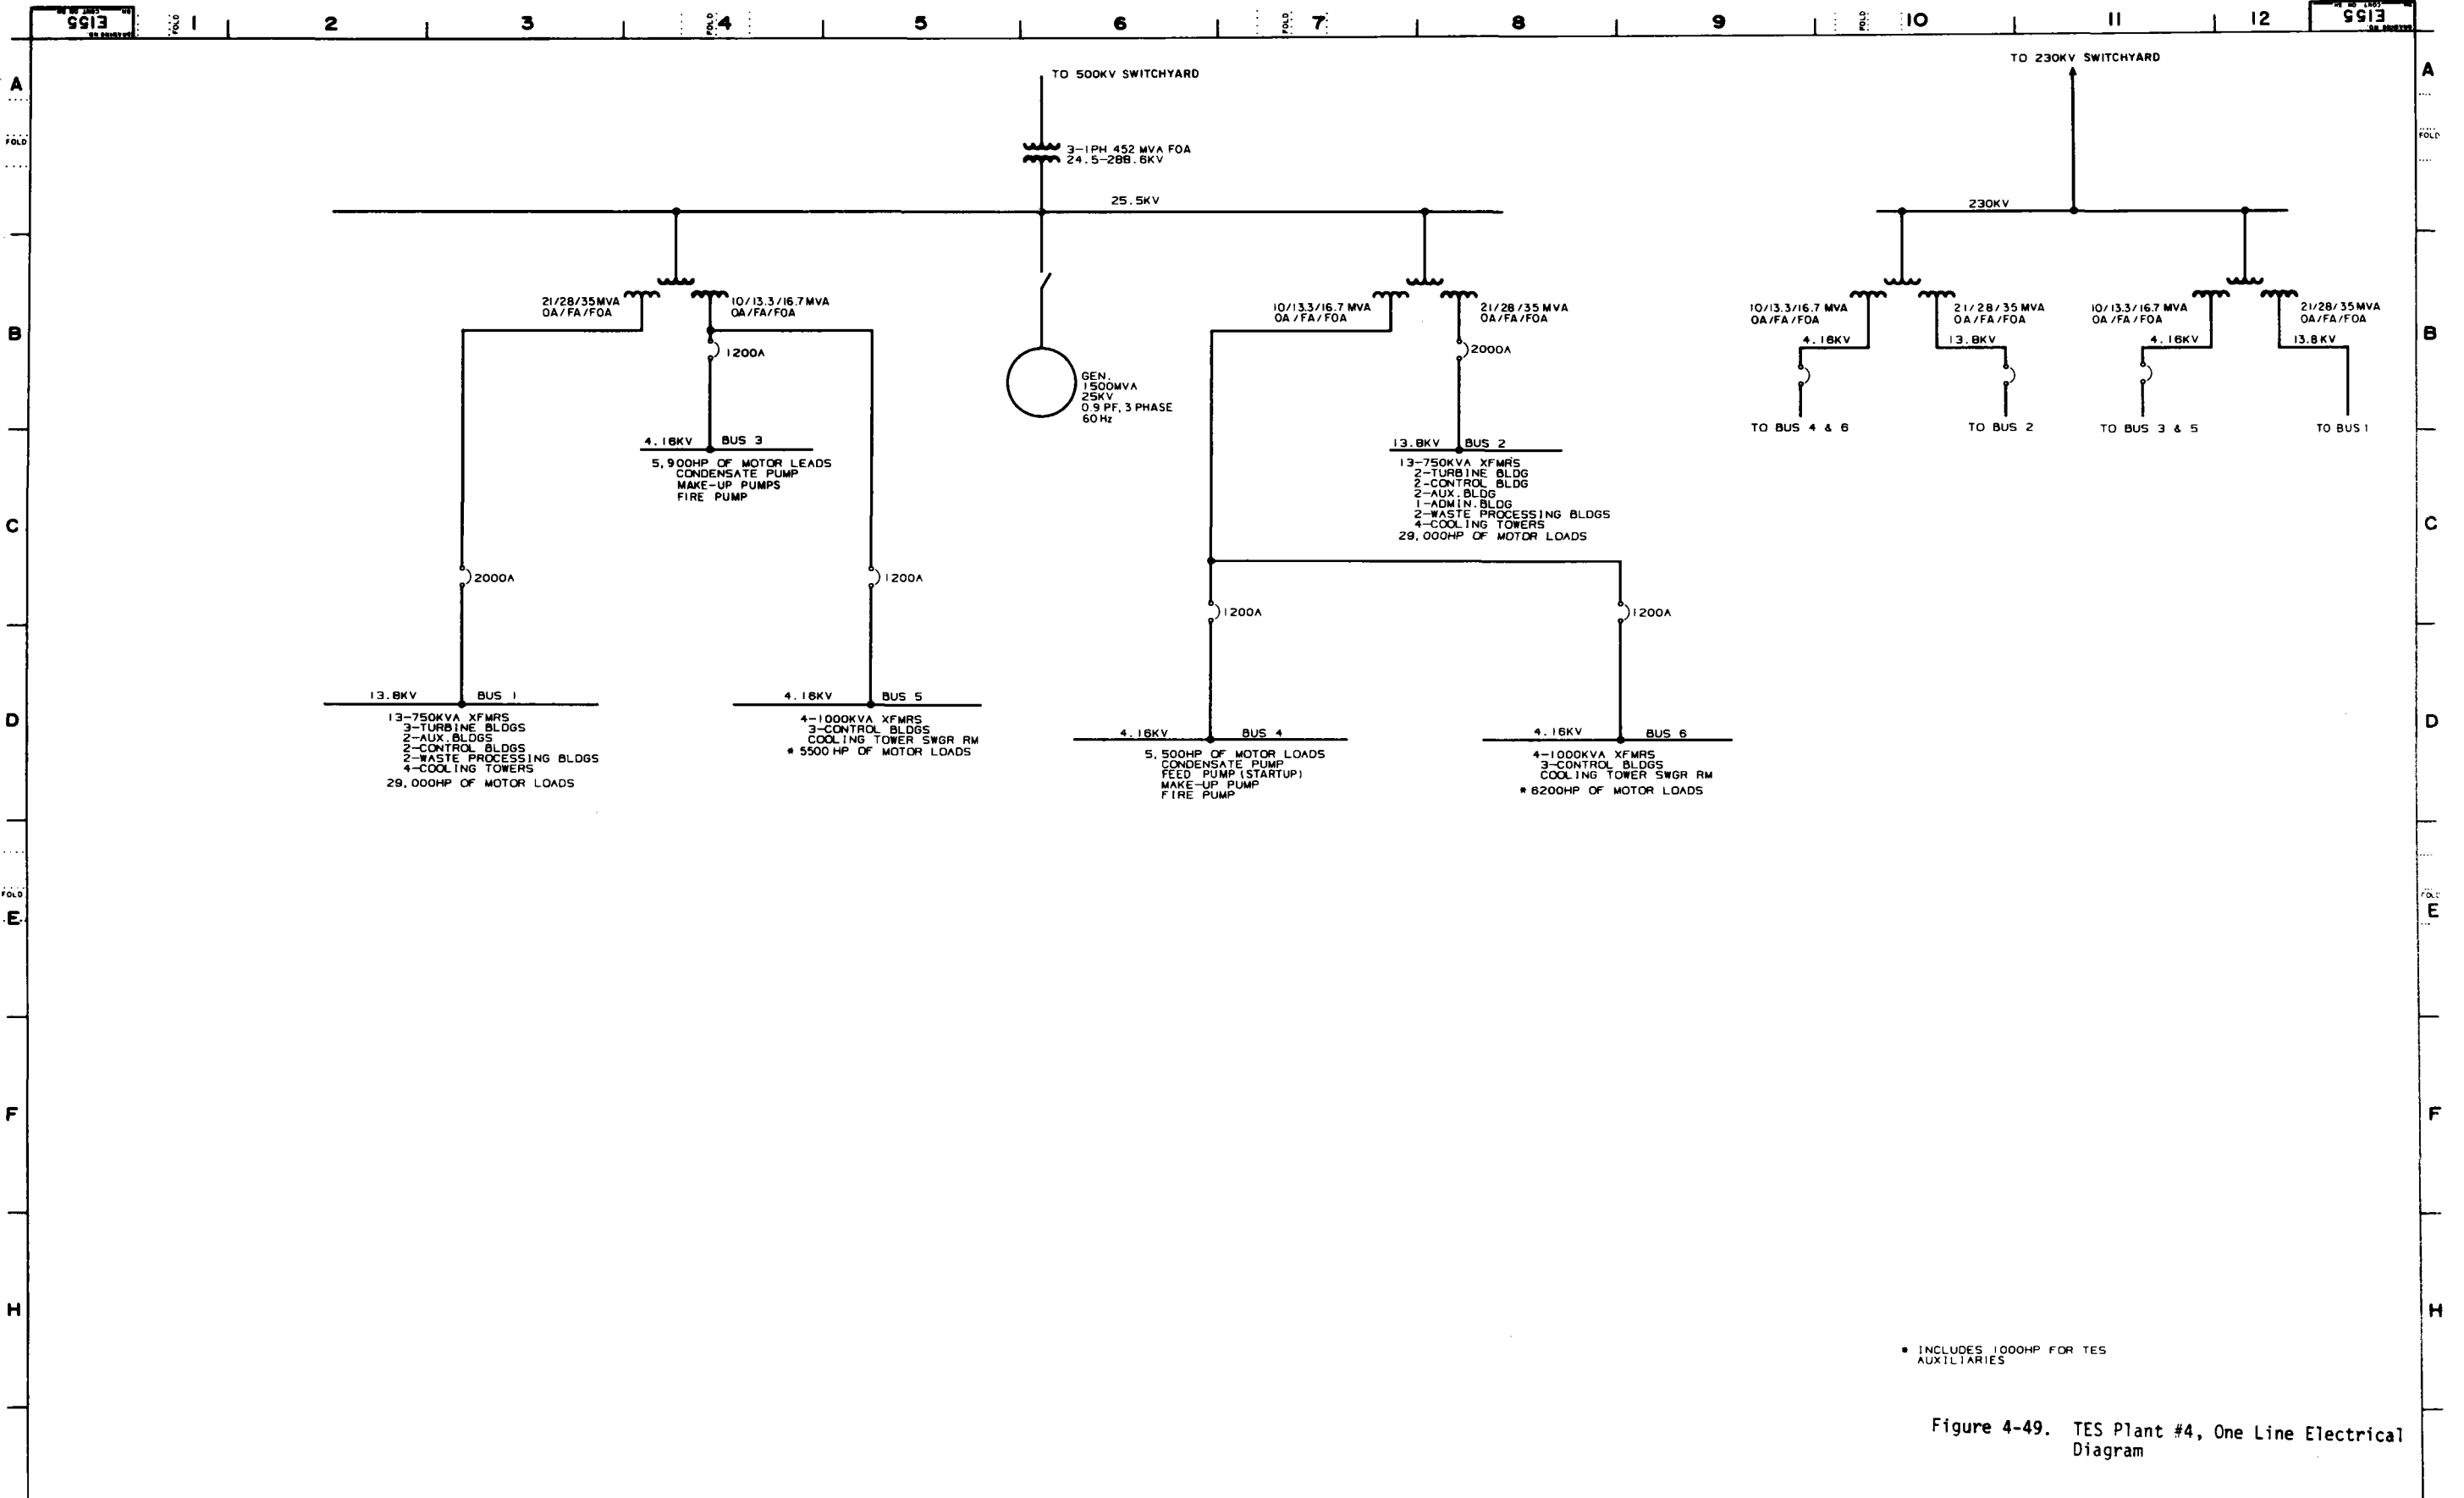 E155
DRAWING NO.
1 2 3 4 5 6 7 8 9 10 11 12
FOLD FOLD FOLD
E155
DRAWING NO.
A
A
FOLD
FOLD
TO 500KV SWITCHYARD
3-1PH 452 MVA FOA
24.5-288.6KV
25.5KV
TO 230KV SWITCHYARD
230KV
B
B
21/28/35MVA
OA/FA/FOA
10/13.3/16.7 MVA
OA/FA/FOA
1200A
GEN.
1500MVA
25KV
0.9 PF, 3 PHASE
60 Hz
10/13.3/16.7 MVA
OA/FA/FOA
21/28/35 MVA
OA/FA/FOA
2000A
10/13.3/16.7 MVA
OA/FA/FOA
4.16KV
21/28/35 MVA
OA/FA/FOA
13.8KV
10/13.3/16.7 MVA
OA/FA/FOA
4.16KV
21/28/35 MVA
OA/FA/FOA
13.8KV
TO BUS 4 & 6
TO BUS 2
TO BUS 3 & 5
TO BUS 1
C
C
4.16KV BUS 3
5,900HP OF MOTOR LEADS
CONDENSATE PUMP
MAKE-UP PUMPS
FIRE PUMP
13.8KV BUS 2
13-750KVA XFMRS
2-TURBINE BLDG
2-CONTROL BLDG
2-AUX.BLDG
1-ADMIN.BLDG
2-WASTE PROCESSING BLDGS
4-COOLING TOWERS
29,000HP OF MOTOR LOADS
2000A
1200A
1200A
1200A
D
D
13.8KV BUS 1
13-750KVA XFMRS
3-TURBINE BLDGS
2-AUX.BLDGS
2-CONTROL BLDGS
2-WASTE PROCESSING BLDGS
4-COOLING TOWERS
29,000HP OF MOTOR LOADS
4.16KV BUS 5
4-1000KVA XFMRS
3-CONTROL BLDGS
COOLING TOWER SWGR RM
* 5500 HP OF MOTOR LOADS
4.16KV BUS 4
5,500HP OF MOTOR LOADS
CONDENSATE PUMP
FEED PUMP (STARTUP)
MAKE-UP PUMP
FIRE PUMP
4.16KV BUS 6
4-1000KVA XFMRS
3-CONTROL BLDGS
COOLING TOWER SWGR RM
* 6200HP OF MOTOR LOADS
FOLD
FOLD
E
E
F
F
H
H
* INCLUDES 1000HP FOR TES
AUXILIARIES
Figure 4-49. TES Plant #4, One Line Electrical
Diagram